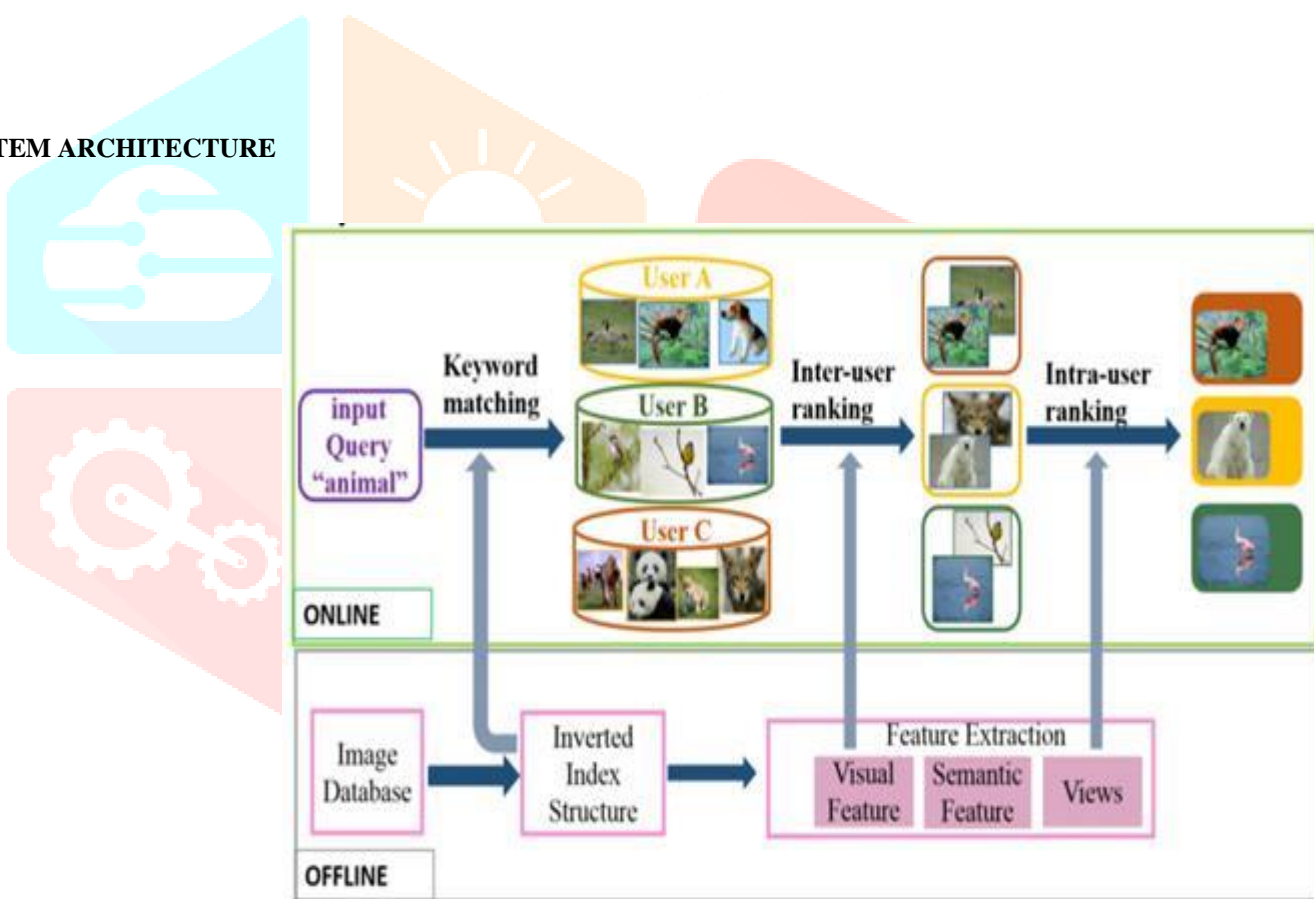 TEM ARCHITECTURE
User A
Keyword
matching
Inter-user
ranking
Intra-user
ranking
input
Query
“animal”
User B
User C
ONLINE
Image
Database
Inverted
Index
Structure
Feature Extraction
Visual
Feature
Semantic
Feature
Views
OFFLINE